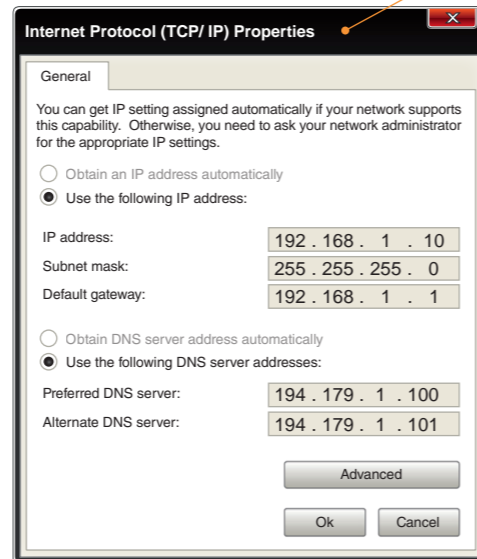 Internet Protocol (TCP/ IP) Properties
General
You can get IP setting assigned automatically if your network supports
this capability. Otherwise, you need to ask your network administrator
for the appropriate IP settings.
Obtain an IP address automatically
Use the following IP address:
IP address: 192 . 168 . 1 . 10
Subnet mask: 255 . 255 . 255 . 0
Default gateway: 192 . 168 . 1 . 1
Obtain DNS server address automatically
Use the following DNS server addresses:
Preferred DNS server: 194 . 179 . 1 . 100
Alternate DNS server: 194 . 179 . 1 . 101
Advanced
Ok Cancel